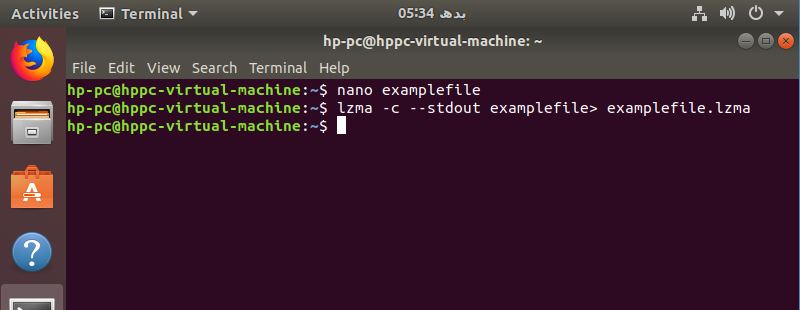 Activities Terminal 05:34 بدھ
hp-pc@hppc-virtual-machine: ~
File Edit View Search Terminal Help
hp-pc@hppc-virtual-machine:~$ nano examplefile
hp-pc@hppc-virtual-machine:~$ lzma -c --stdout examplefile> examplefile.lzma
hp-pc@hppc-virtual-machine:~$